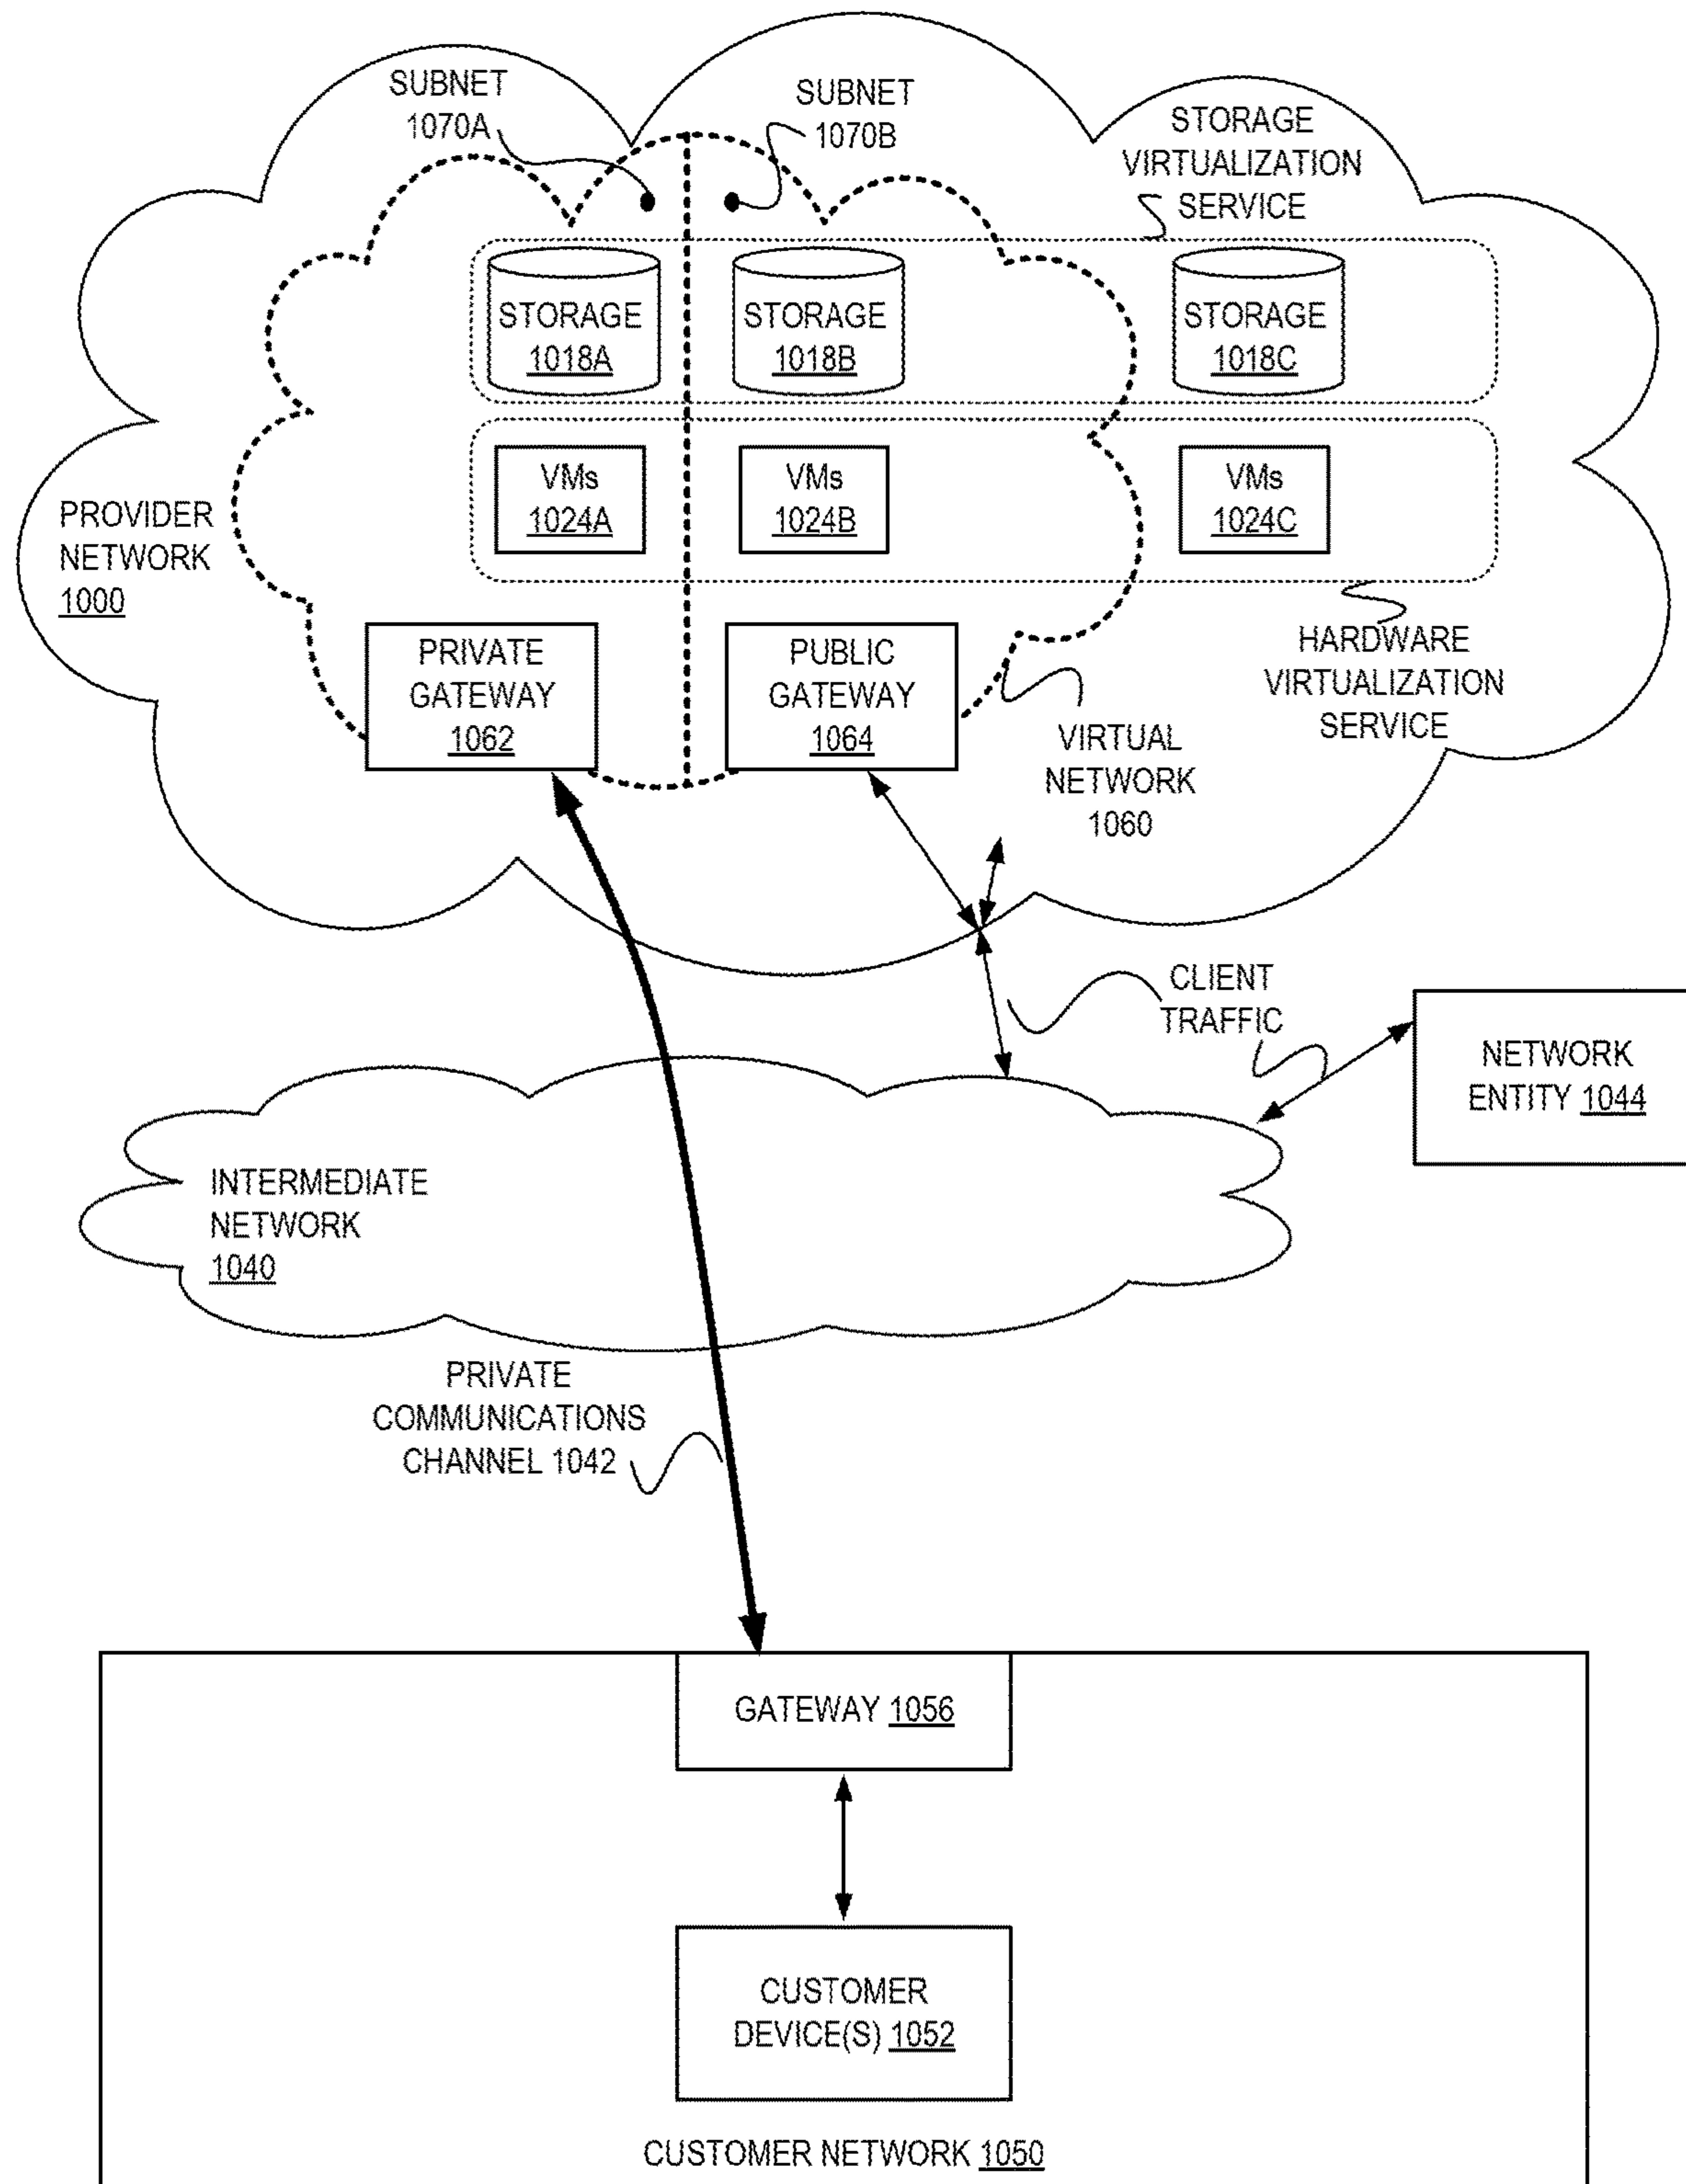 SUBNET
1070A
SUBNET
1070B
STORAGE
VIRTUALIZATION
SERVICE
STORAGE
1018A
STORAGE
1018B
STORAGE
1018C
VMs
1024A
VMs
1024B
VMs
1024C
PROVIDER
NETWORK
1000
PRIVATE
GATEWAY
1062
PUBLIC
GATEWAY
1064
HARDWARE
VIRTUALIZATION
SERVICE
VIRTUAL
NETWORK
1060
CLIENT
TRAFFIC
NETWORK
ENTITY 1044
INTERMEDIATE
NETWORK
1040
PRIVATE
COMMUNICATIONS
CHANNEL 1042
GATEWAY 1056
CUSTOMER
DEVICE(S) 1052
CUSTOMER NETWORK 1050